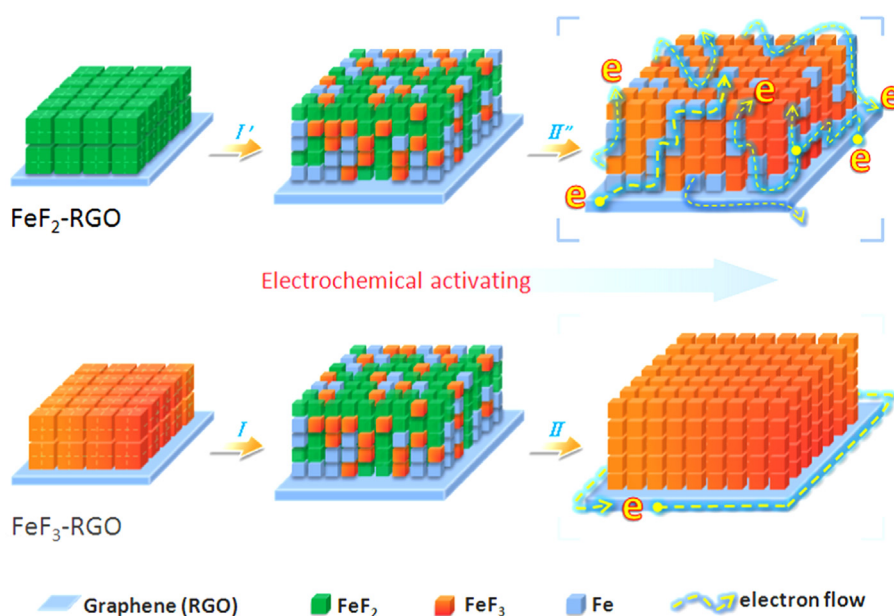 I'
II"
e
e
e
e
e
FeF₂-RGO
Electrochemical activating
I
II
e
FeF₃-RGO
Graphene (RGO)
FeF₂
FeF₃
Fe
electron flow